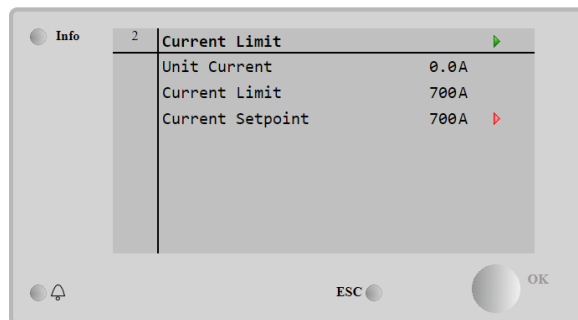 Info
2 Current Limit
Unit Current 0.0A
Current Limit 700A
Current Setpoint 700A
ESC
OK